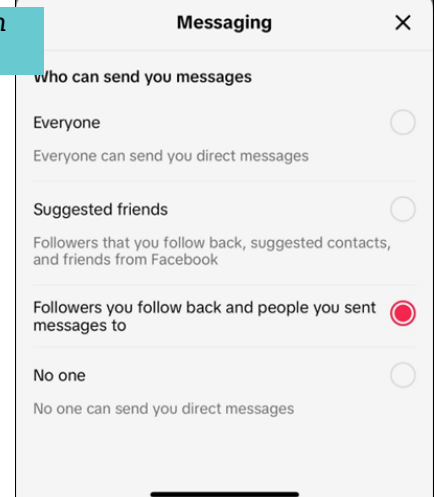 Messaging
Who can send you messages
Everyone
Everyone can send you direct messages
Suggested friends
Followers that you follow back, suggested contacts,
and friends from Facebook
Followers you follow back and people you sent
messages to
No one
No one can send you direct messages